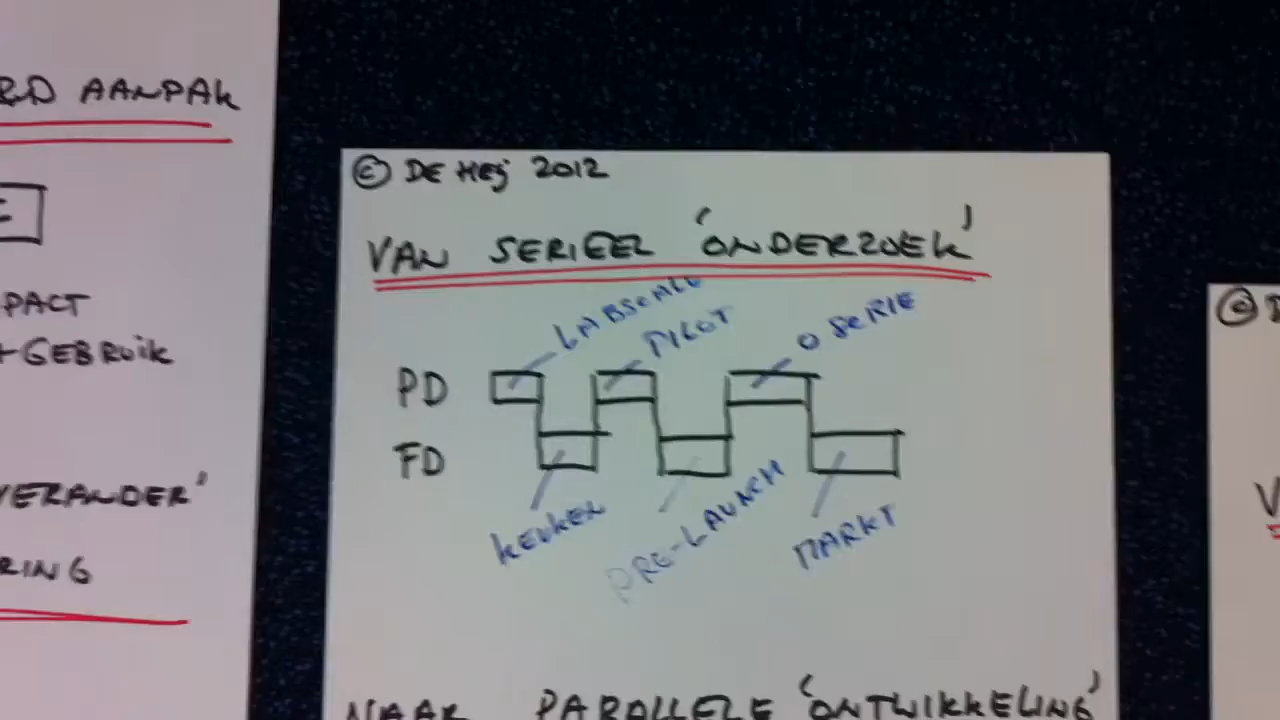 RD AANPAK
PACT
+ GEBRUIK
VERANDER'
RING
© DE HEIJ 2012
VAN SERIEEL 'ONDERZOEK'
LABSCALE
PILOT
O SERIE
PD
FD
KEUKEN
PRE-LAUNCH
MARKT
NAAR PARALLELE 'ONTWIKKELING'
©
V